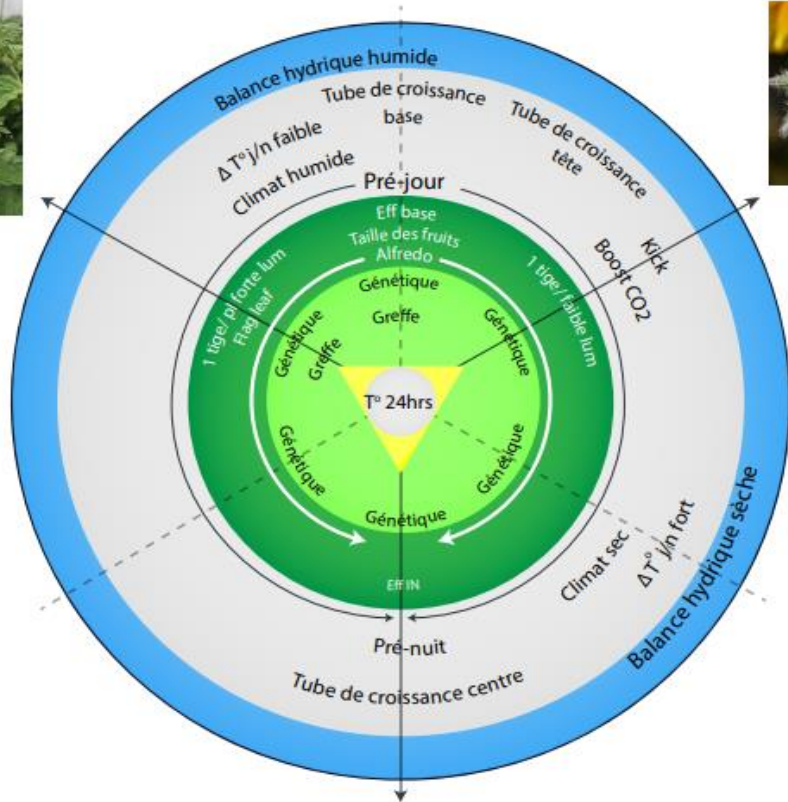 Balance hydrique humide
Tube de croissance
base
Tube de croissance
tête
Δ T° j/n faible
Climat humide
Pré-jour
Kick
Boost CO2
Eff base
Taille des fruits
Alfredo
1 tige/ pl forte lum
Flag leaf
1 tige/ faible lum
Génétique
Greffe
Génétique
Greffe
Génétique
T° 24hrs
Génétique
Génétique
Génétique
Eff IN
Climat sec
Δ T° j/n fort
Balance hydrique sèche
Pré-nuit
Tube de croissance centre